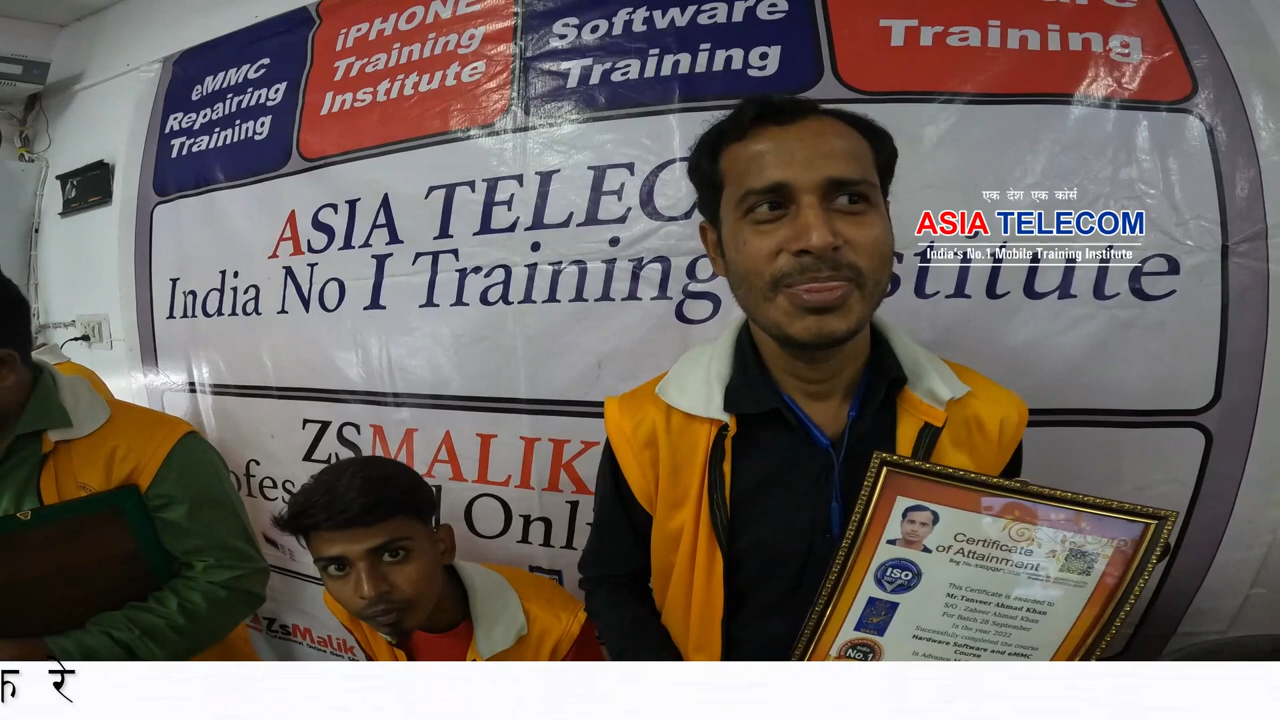 eMMC
Repairing
Training
iPHONE
Training
Institute
Software
Training
Training
ASIA TELEC
India No 1 Training
stitute
एक देश एक कोर्स
ASIA TELECOM
India's No.1 Mobile Training Institute
ZSMALIK
Onli
ZsMalik
Certificate
of Attainment
ISO
This Certificate is awarded to
Mr.Tanveer Ahmad Khan
S/O : Zabeer Ahmad Khan
For Batch 28 September
In the year 2022
Successfully completed the course
Hardware Software and eMMC
Course
India
No.1
रे